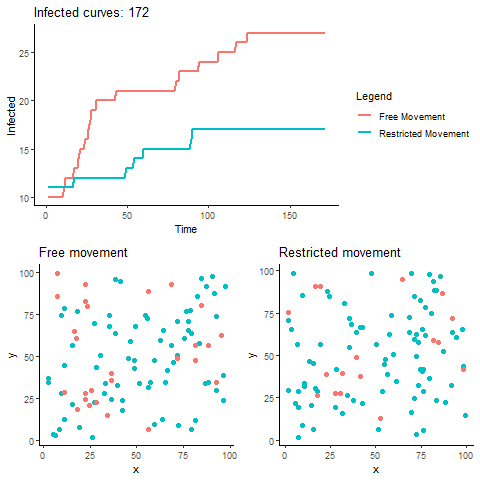 Infected curves: 172
Infected
25
20
15
10
0
50
100
150
Time
Legend
Free Movement
Restricted Movement
Free movement
y
100
75
50
25
0
0
25
50
75
100
x
Restricted movement
y
100
75
50
25
0
0
25
50
75
100
x